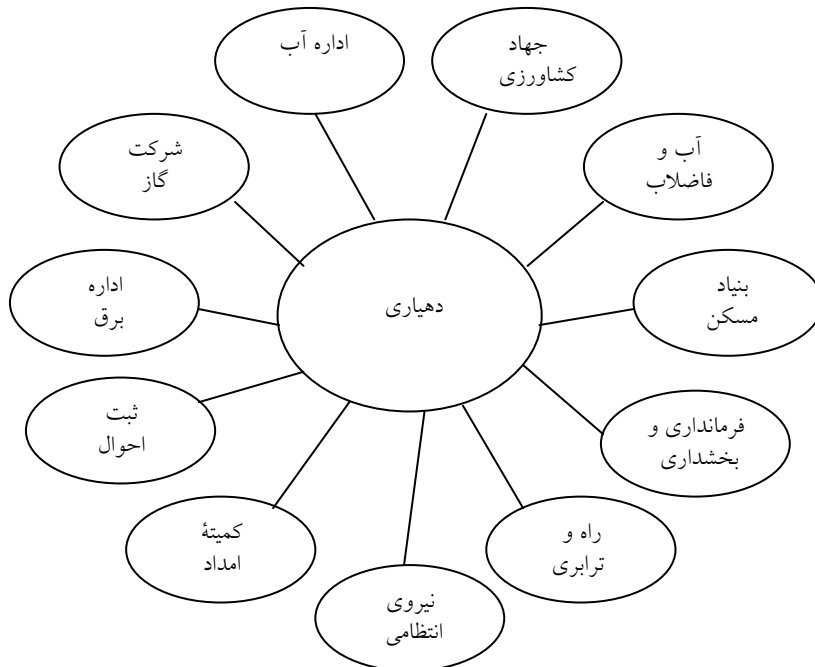 اداره آب
جهاد
کشاورزی
شرکت
گاز
آب و
فاضلاب
اداره
برق
دهیاری
بنیاد
مسکن
ثبت
احوال
فرمانداری و
بخشداری
کمیتهٔ
امداد
راه و
ترابری
نیروی
انتظامی